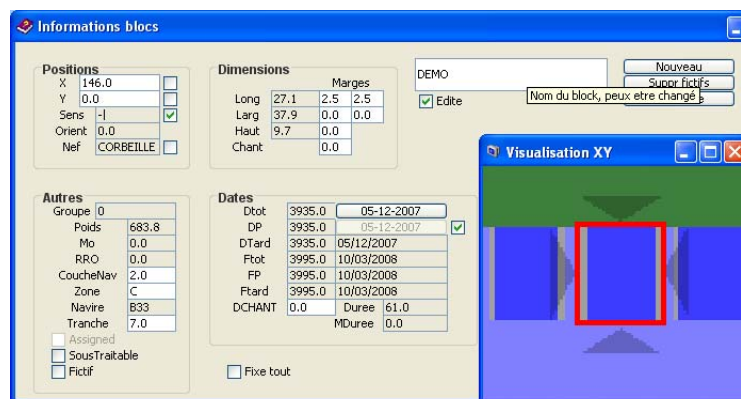 Informations blocs
Positions
X 146.0
Y 0.0
Sens -|
Orient 0.0
Nef CORBEILLE
Dimensions
Marges
Long 27.1 2.5 2.5
Larg 37.9 0.0 0.0
Haut 9.7 0.0
Chant 0.0
DEMO
Edite
Nouveau
Suppr fictifs
Nom du block, peux etre changé
Visualisation XY
Autres
Groupe 0
Poids 683.8
Mo 0.0
RRO 0.0
CoucheNav 2.0
Zone C
Navire B33
Tranche 7.0
Assigned
SousTraitable
Fictif
Dates
Dtot 3935.0 05-12-2007
DP 3935.0 05-12-2007
DTard 3935.0 05/12/2007
Ftot 3995.0 10/03/2008
FP 3995.0 10/03/2008
Ftard 3995.0 10/03/2008
DCHANT 0.0 Duree 61.0
MDuree 0.0
Fixe tout